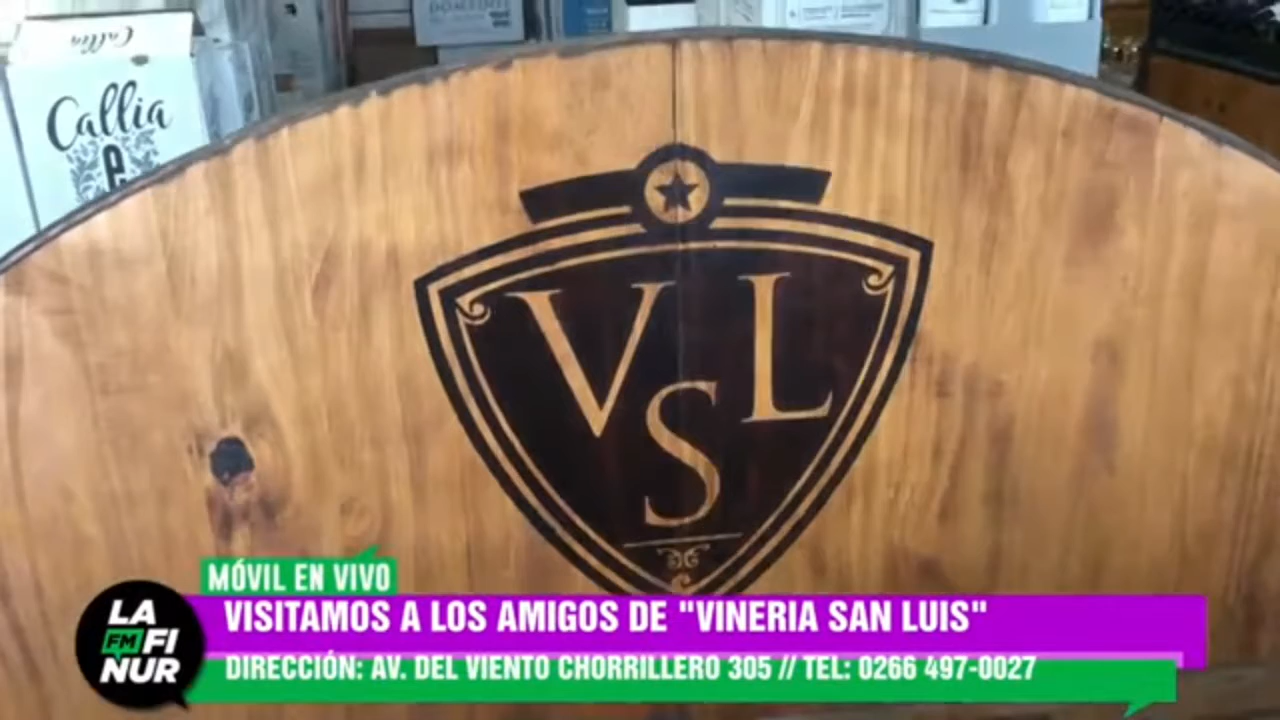 Callia
Callia
e
V L
S
MÓVIL EN VIVO
VISITAMOS A LOS AMIGOS DE "VINERIA SAN LUIS"
DIRECCIÓN: AV. DEL VIENTO CHORRILLERO 305 // TEL: 0266 497-0027
LA
FM FI
NUR